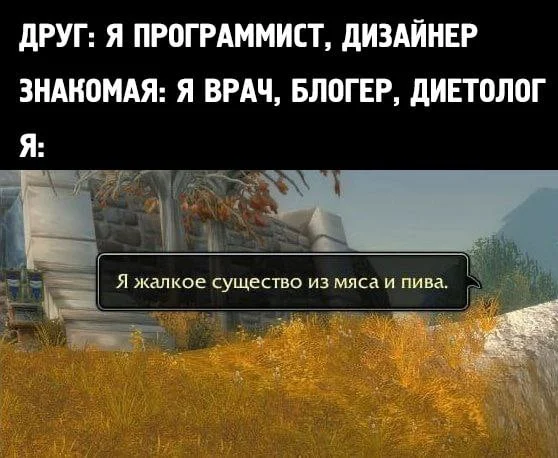 ДРУГ: Я ПРОГРАММИСТ, ДИЗАЙНЕР
ЗНАКОМАЯ: Я ВРАЧ, БЛОГЕР, ДИЕТОЛОГ
Я:
Я жалкое существо из мяса и пива.